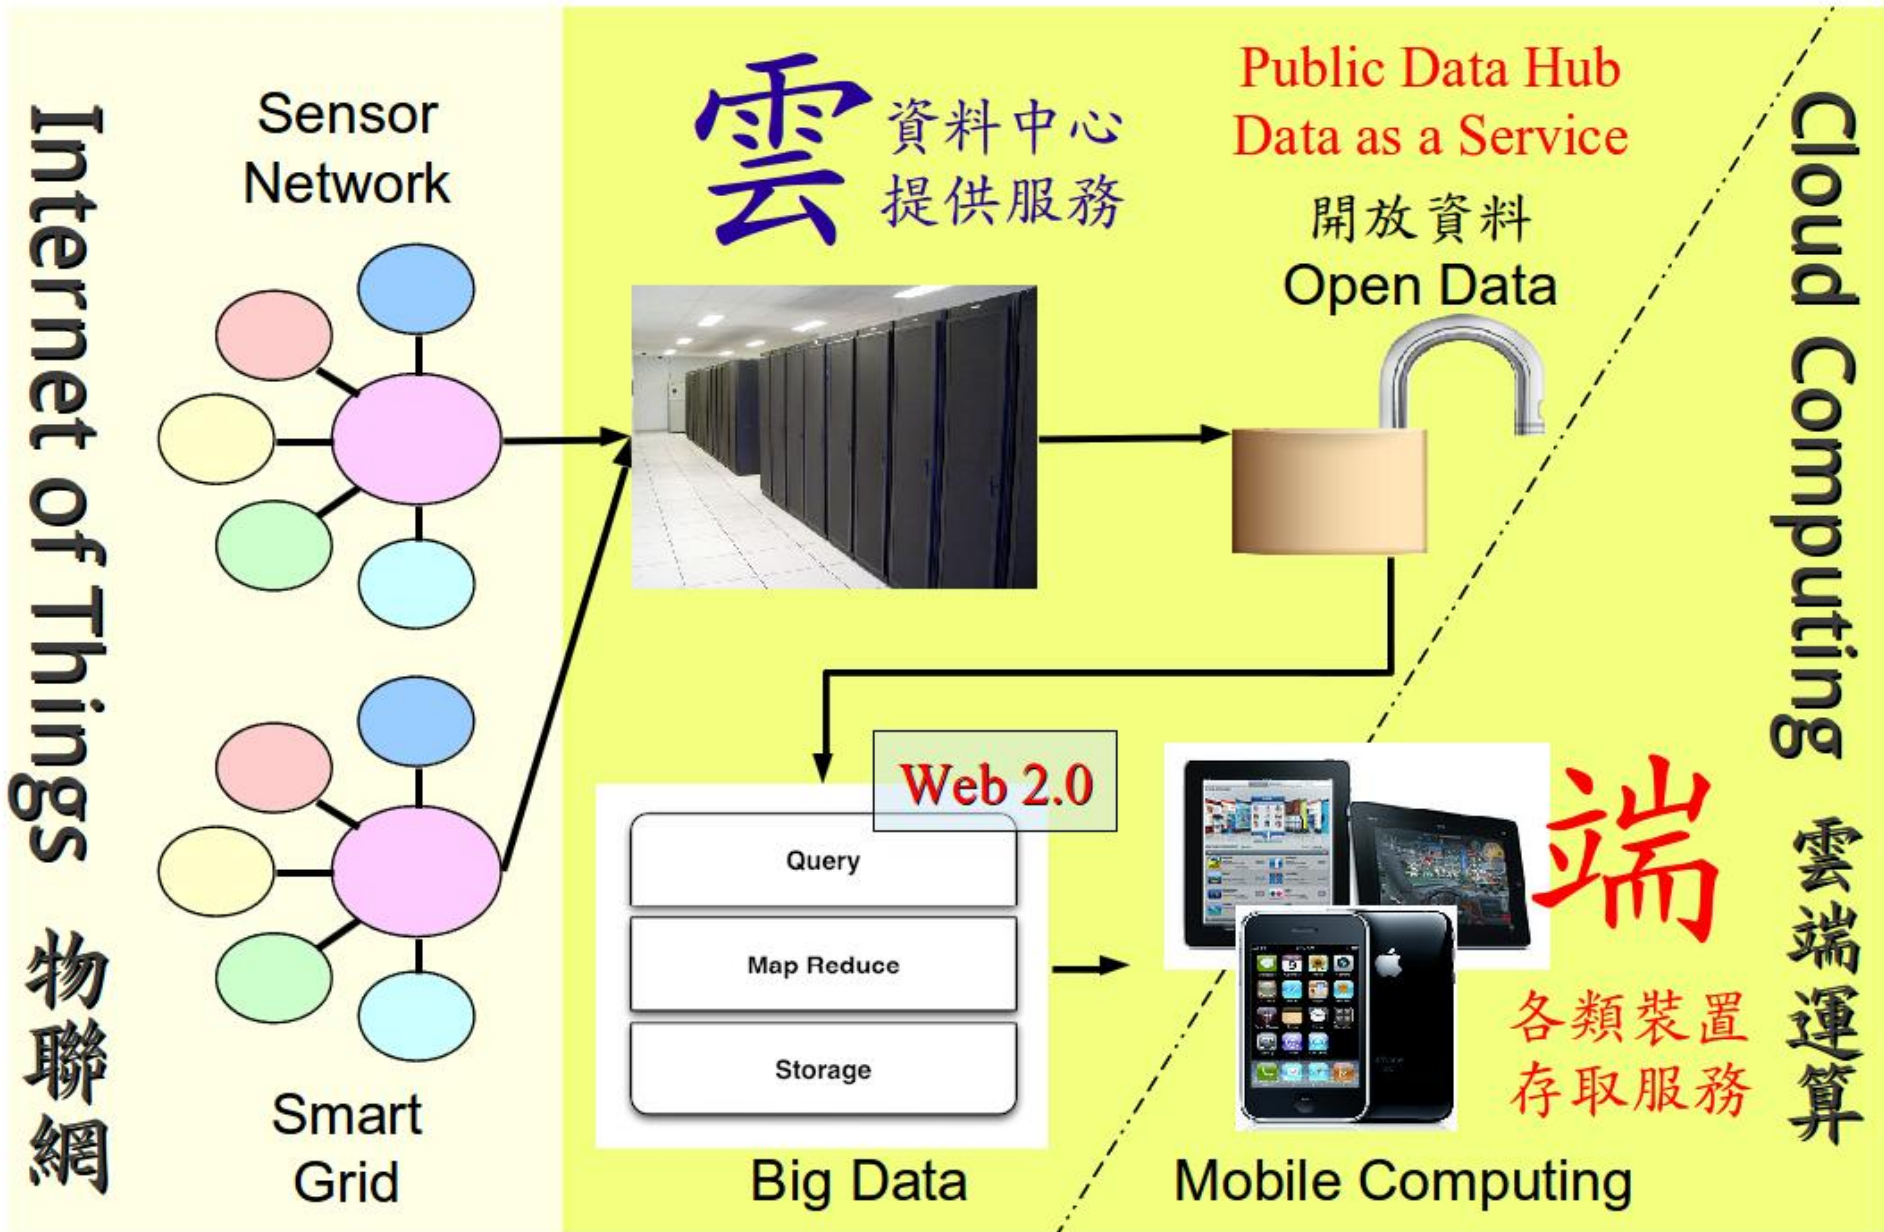 Internet of Things 物聯網
Sensor
Network
Smart
Grid
雲
資料中心
提供服務
Public Data Hub
Data as a Service
開放資料
Open Data
Web 2.0
Query
Map Reduce
Storage
Big Data
端
各類裝置
存取服務
Mobile Computing
Cloud Computing 雲端運算